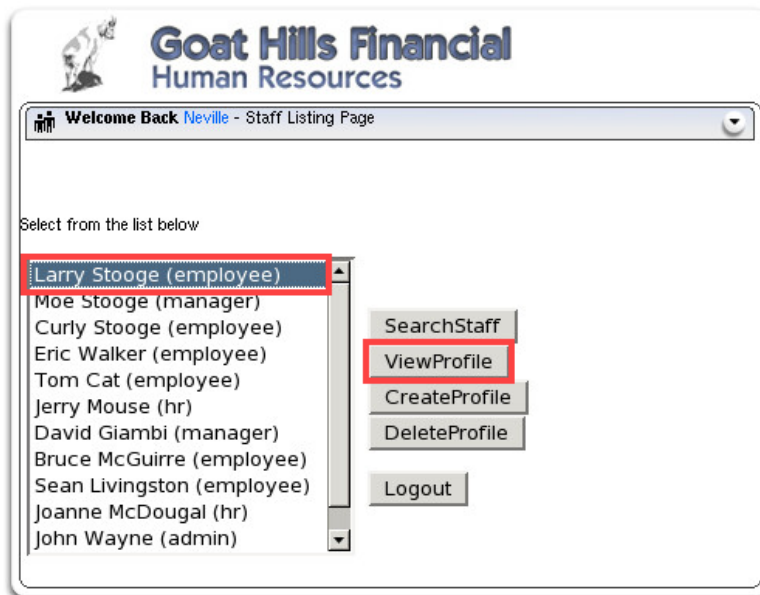 Goat Hills Financial
Human Resources
Welcome Back Neville - Staff Listing Page
Select from the list below
Larry Stooge (employee)
Moe Stooge (manager)
Curly Stooge (employee)
Eric Walker (employee)
Tom Cat (employee)
Jerry Mouse (hr)
David Giambi (manager)
Bruce McGuirre (employee)
Sean Livingston (employee)
Joanne McDougal (hr)
John Wayne (admin)
SearchStaff
ViewProfile
CreateProfile
DeleteProfile
Logout